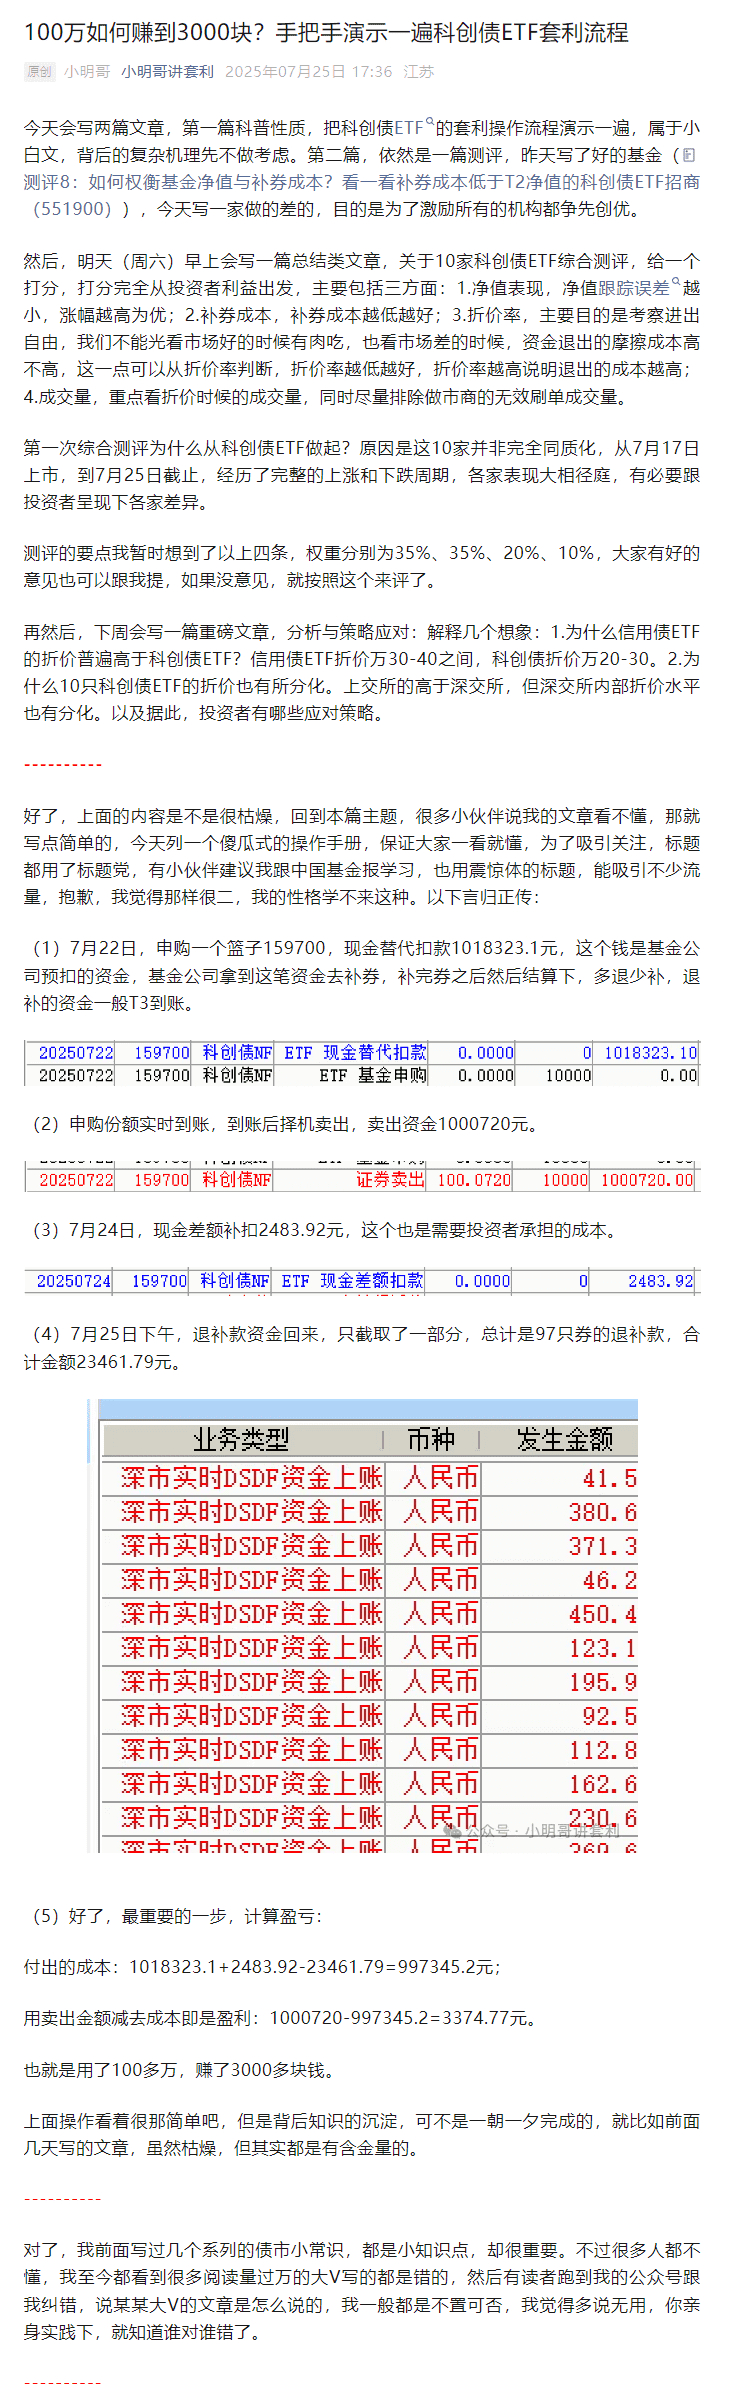 100万如何赚到3000块？手把手演示一遍科创债ETF套利流程
原创 小明哥 小明哥讲套利 2025年07月25日 17:36 江苏
今天会写两篇文章，第一篇科普性质，把科创债ETF的套利操作流程演示一遍，属于小
白文，背后的复杂机理先不做考虑。第二篇，依然是一篇测评，昨天写了好的基金（
测评8：如何权衡基金净值与补券成本？看一看补券成本低于T2净值的科创债ETF招商
（551900）），今天写一家做的差的，目的是为了激励所有的机构都争先创优。
然后，明天（周六）早上会写一篇总结类文章，关于10家科创债ETF综合测评，给一个
打分，打分完全从投资者利益出发，主要包括三方面：1.净值表现，净值跟踪误差越
小，涨幅越高为优；2.补券成本，补券成本越低越好；3.折价率，主要目的是考察进出
自由，我们不能光看市场好的时候有肉吃，也看市场差的时候，资金退出的摩擦成本高
不高，这一点可以从折价率判断，折价率越低越好，折价率越高说明退出的成本越高；
4.成交量，重点看折价时候的成交量，同时尽量排除做市商的无效刷单成交量。
第一次综合测评为什么从科创债ETF做起？原因是这10家并非完全同质化，从7月17日
上市，到7月25日截止，经历了完整的上涨和下跌周期，各家表现大相径庭，有必要跟
投资者呈现下各家差异。
测评的要点我暂时想到了以上四条，权重分别为35%、35%、20%、10%，大家有好的
意见也可以跟我提，如果没意见，就按照这个来评了。
再然后，下周会写一篇重磅文章，分析与策略应对：解释几个想象：1.为什么信用债ETF
的折价普遍高于科创债ETF？信用债ETF折价万30-40之间，科创债折价万20-30。2.为
什么10只科创债ETF的折价也有所分化。上交所的高于深交所，但深交所内部折价水平
也有分化。以及据此，投资者有哪些应对策略。
----------
好了，上面的内容是不是很枯燥，回到本篇主题，很多小伙伴说我的文章看不懂，那就
写点简单的，今天列一个傻瓜式的操作手册，保证大家一看就懂，为了吸引关注，标题
都用了标题党，有小伙伴建议我跟中国基金报学习，也用震惊体的标题，能吸引不少流
量，抱歉，我觉得那样很二，我的性格学不来这种。以下言归正传：
（1）7月22日，申购一个篮子159700，现金替代扣款1018323.1元，这个钱是基金公
司预扣的资金，基金公司拿到这笔资金去补券，补完券之后然后结算下，多退少补，退
补的资金一般T3到账。
20250722 159700 科创债NF ETF 现金替代扣款 0.0000 0 1018323.10
20250722 159700 科创债NF ETF 基金申购 0.0000 10000 0.00
（2）申购份额实时到账，到账后择机卖出，卖出资金1000720元。
20250722 159700 科创债NF 证券卖出 100.0720 10000 1000720.00
（3）7月24日，现金差额补扣2483.92元，这个也是需要投资者承担的成本。
20250724 159700 科创债NF ETF 现金差额扣款 0.0000 0 2483.92
（4）7月25日下午，退补款资金回来，只截取了一部分，总计是97只券的退补款，合
计金额23461.79元。
业务类型 币种 发生金额
深市实时DSDF资金上账 人民币 41.5
深市实时DSDF资金上账 人民币 380.6
深市实时DSDF资金上账 人民币 371.3
深市实时DSDF资金上账 人民币 46.2
深市实时DSDF资金上账 人民币 450.4
深市实时DSDF资金上账 人民币 123.1
深市实时DSDF资金上账 人民币 195.9
深市实时DSDF资金上账 人民币 92.5
深市实时DSDF资金上账 人民币 112.8
深市实时DSDF资金上账 人民币 162.6
深市实时DSDF资金上账 人民币 230.6
公众号 · 小明哥讲套利
（5）好了，最重要的一步，计算盈亏：
付出的成本：1018323.1+2483.92-23461.79=997345.2元；
用卖出金额减去成本即是盈利：1000720-997345.2=3374.77元。
也就是用了100多万，赚了3000多块钱。
上面操作看着很那简单吧，但是背后知识的沉淀，可不是一朝一夕完成的，就比如前面
几天写的文章，虽然枯燥，但其实都是有含金量的。
----------
对了，我前面写过几个系列的债市小常识，都是小知识点，却很重要。不过很多人都不
懂，我至今都看到很多阅读量过万的大V写的都是错的，然后有读者跑到我的公众号跟
我纠错，说某某大V的文章是怎么说的，我一般都是不置可否，我觉得多说无用，你亲
身实践下，就知道谁对谁错了。
----------